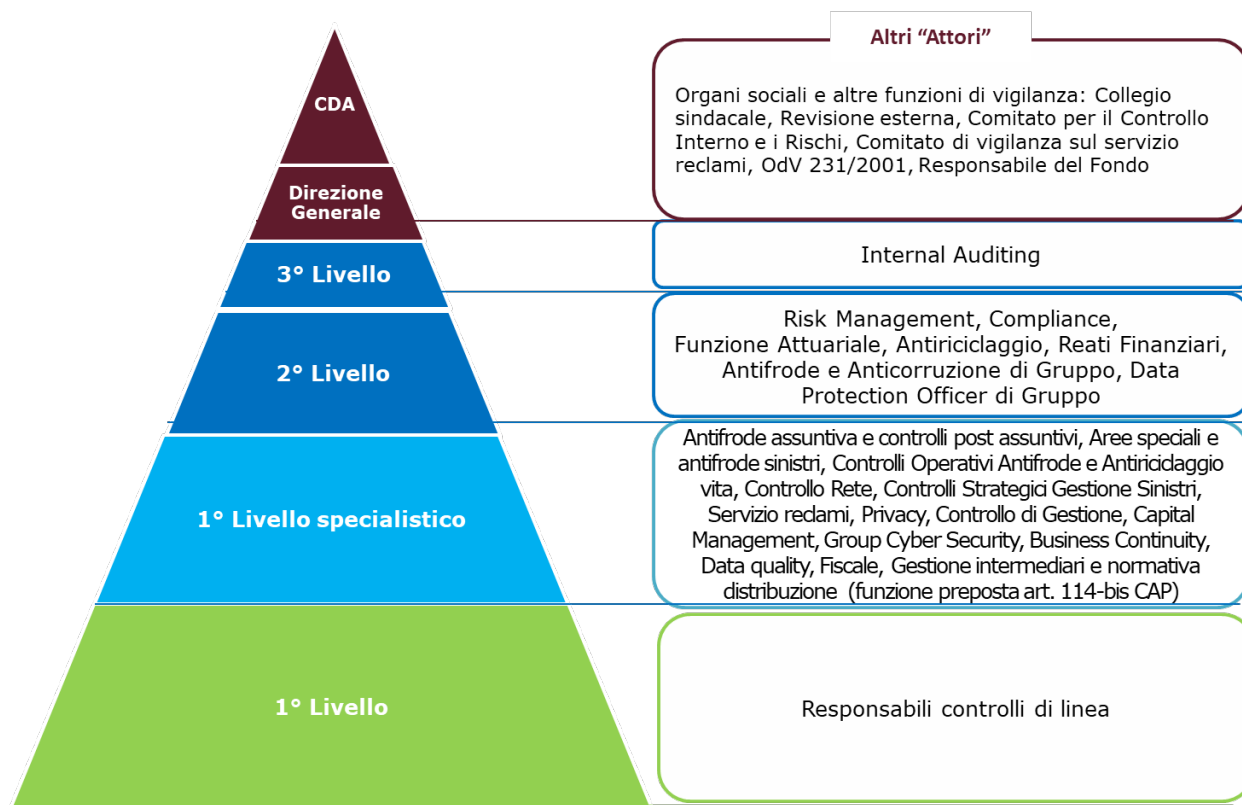 Altri “Attori”
CDA
Organi sociali e altre funzioni di vigilanza: Collegio
sindacale, Revisione esterna, Comitato per il Controllo
Interno e i Rischi, Comitato di vigilanza sul servizio
reclami, OdV 231/2001, Responsabile del Fondo
Direzione
Generale
3° Livello
Internal Auditing
2° Livello
Risk Management, Compliance,
Funzione Attuariale, Antiriciclaggio, Reati Finanziari,
Antifrode e Anticorruzione di Gruppo, Data
Protection Officer di Gruppo
1° Livello specialistico
Antifrode assuntiva e controlli post assuntivi, Aree speciali e
antifrode sinistri, Controlli Operativi Antifrode e Antiriciclaggio
vita, Controllo Rete, Controlli Strategici Gestione Sinistri,
Servizio reclami, Privacy, Controllo di Gestione, Capital
Management, Group Cyber Security, Business Continuity,
Data quality, Fiscale, Gestione intermediari e normativa
distribuzione (funzione preposta art. 114-bis CAP)
1° Livello
Responsabili controlli di linea